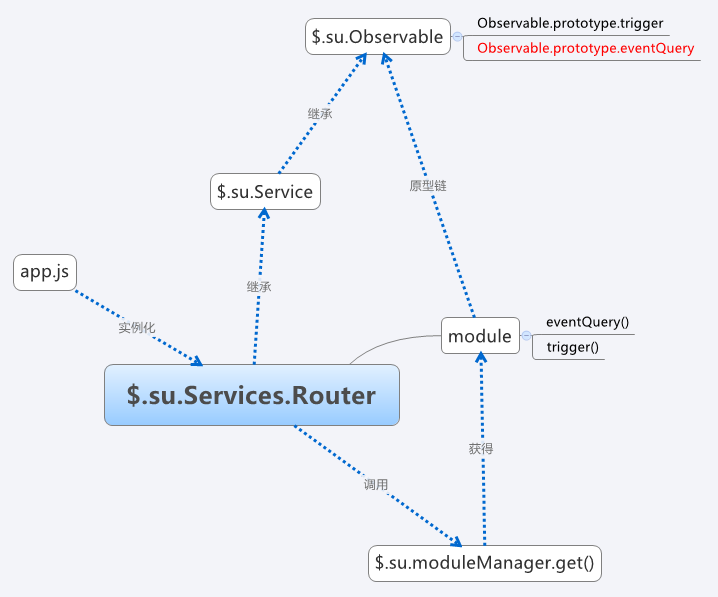 Observable.prototype.trigger
$.su.Observable
Observable.prototype.eventQuery
继承
$.su.Service
原型链
app.js
继承
实例化
eventQuery()
module
trigger()
$.su.Services.Router
获得
调用
$.su.moduleManager.get()